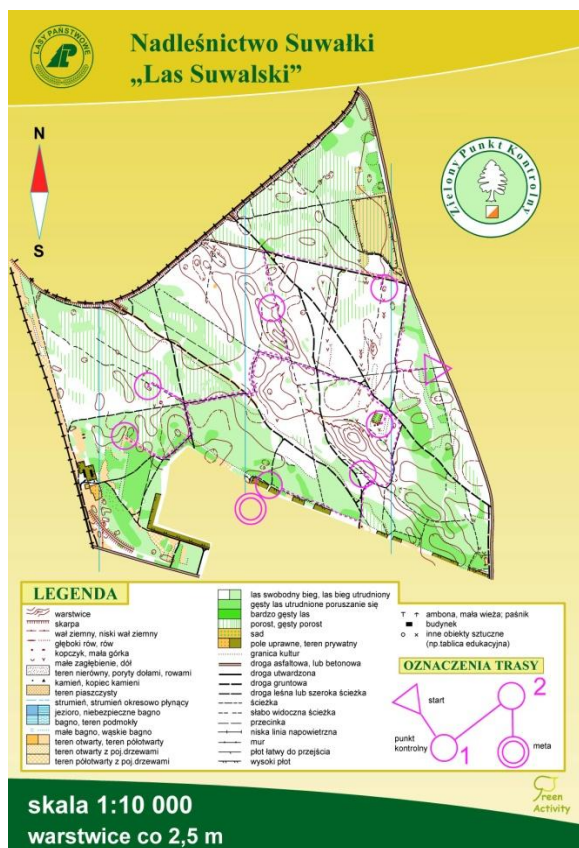 LASY PAŃSTWOWE
Nadleśnictwo Suwałki
„Las Suwalski”
N
S
Zielony Punkt Kontrolny
LEGENDA
warstwice
skarpa
wał ziemny, niski wał ziemny
głęboki rów, rów
kopczyk, mała górka
małe zagłębienie, dół
teren nierówny, poryty dołami, rowami
kamień, kopiec kamieni
teren piaszczysty
strumień, strumień okresowo płynący
jezioro, niebezpieczne bagno
bagno, teren podmokły
małe bagno, wąskie bagno
teren otwarty, teren półotwarty
teren otwarty z poj.drzewami
teren półotwarty z poj.drzewami
las swobodny bieg, las bieg utrudniony
gęsty las utrudnione poruszanie się
bardzo gęsty las
porost, gęsty porost
sad
pole uprawne, teren prywatny
granica kultur
droga asfaltowa, lub betonowa
droga utwardzona
droga gruntowa
droga leśna lub szeroka ścieżka
ścieżka
słabo widoczna ścieżka
przecinka
niska linia napowietrzna
mur
płot łatwy do przejścia
wysoki płot
ambona, mała wieża; paśnik
budynek
inne obiekty sztuczne
(np.tablica edukacyjna)
OZNACZENIA TRASY
start
punkt
kontrolny
1
2
meta
skala 1:10 000
warstwice co 2,5 m
Green
Activity